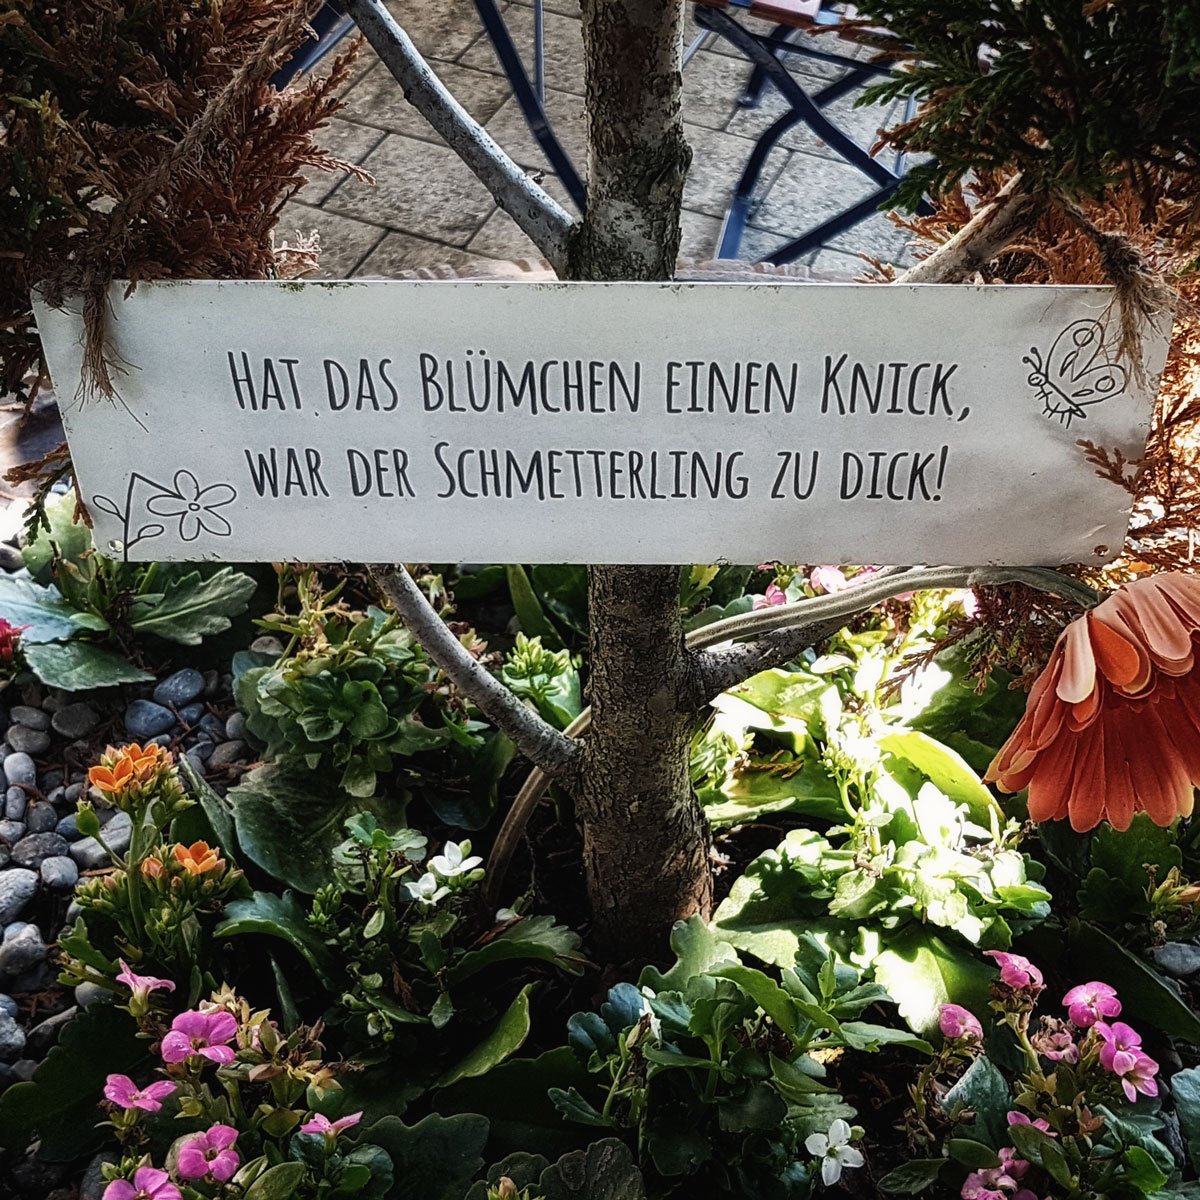 Hat das Blümchen einen Knick,
war der Schmetterling zu dick!